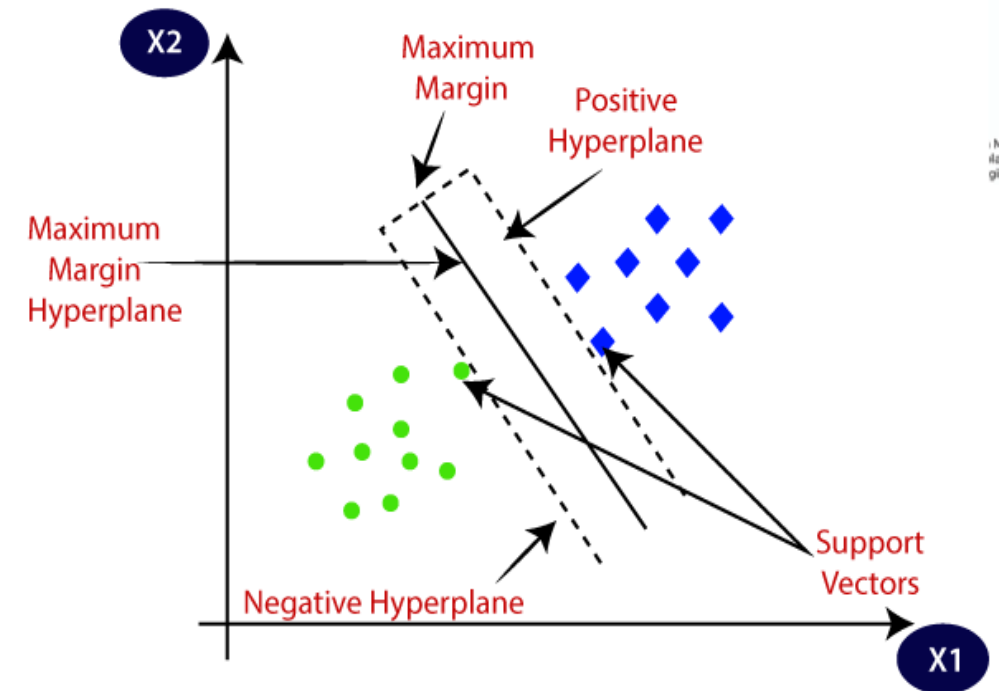 X2
Maximum
Margin
Positive
Hyperplane
Maximum
Margin
Hyperplane
Support
Vectors
Negative Hyperplane
X1